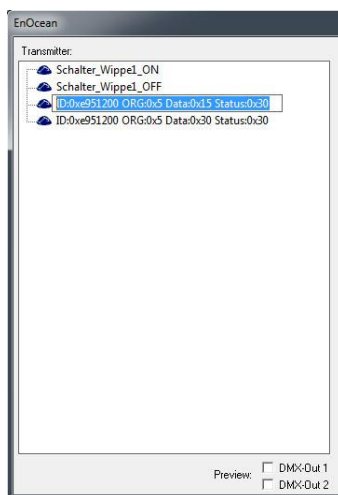 EnOcean
Transmitter:
Schalter_Wippe1_ON
Schalter_Wippe1_OFF
ID:0xe951200 ORG:0x5 Data:0x15 Status:0x30
ID:0xe951200 ORG:0x5 Data:0x30 Status:0x30
Preview: DMX-Out 1
DMX-Out 2